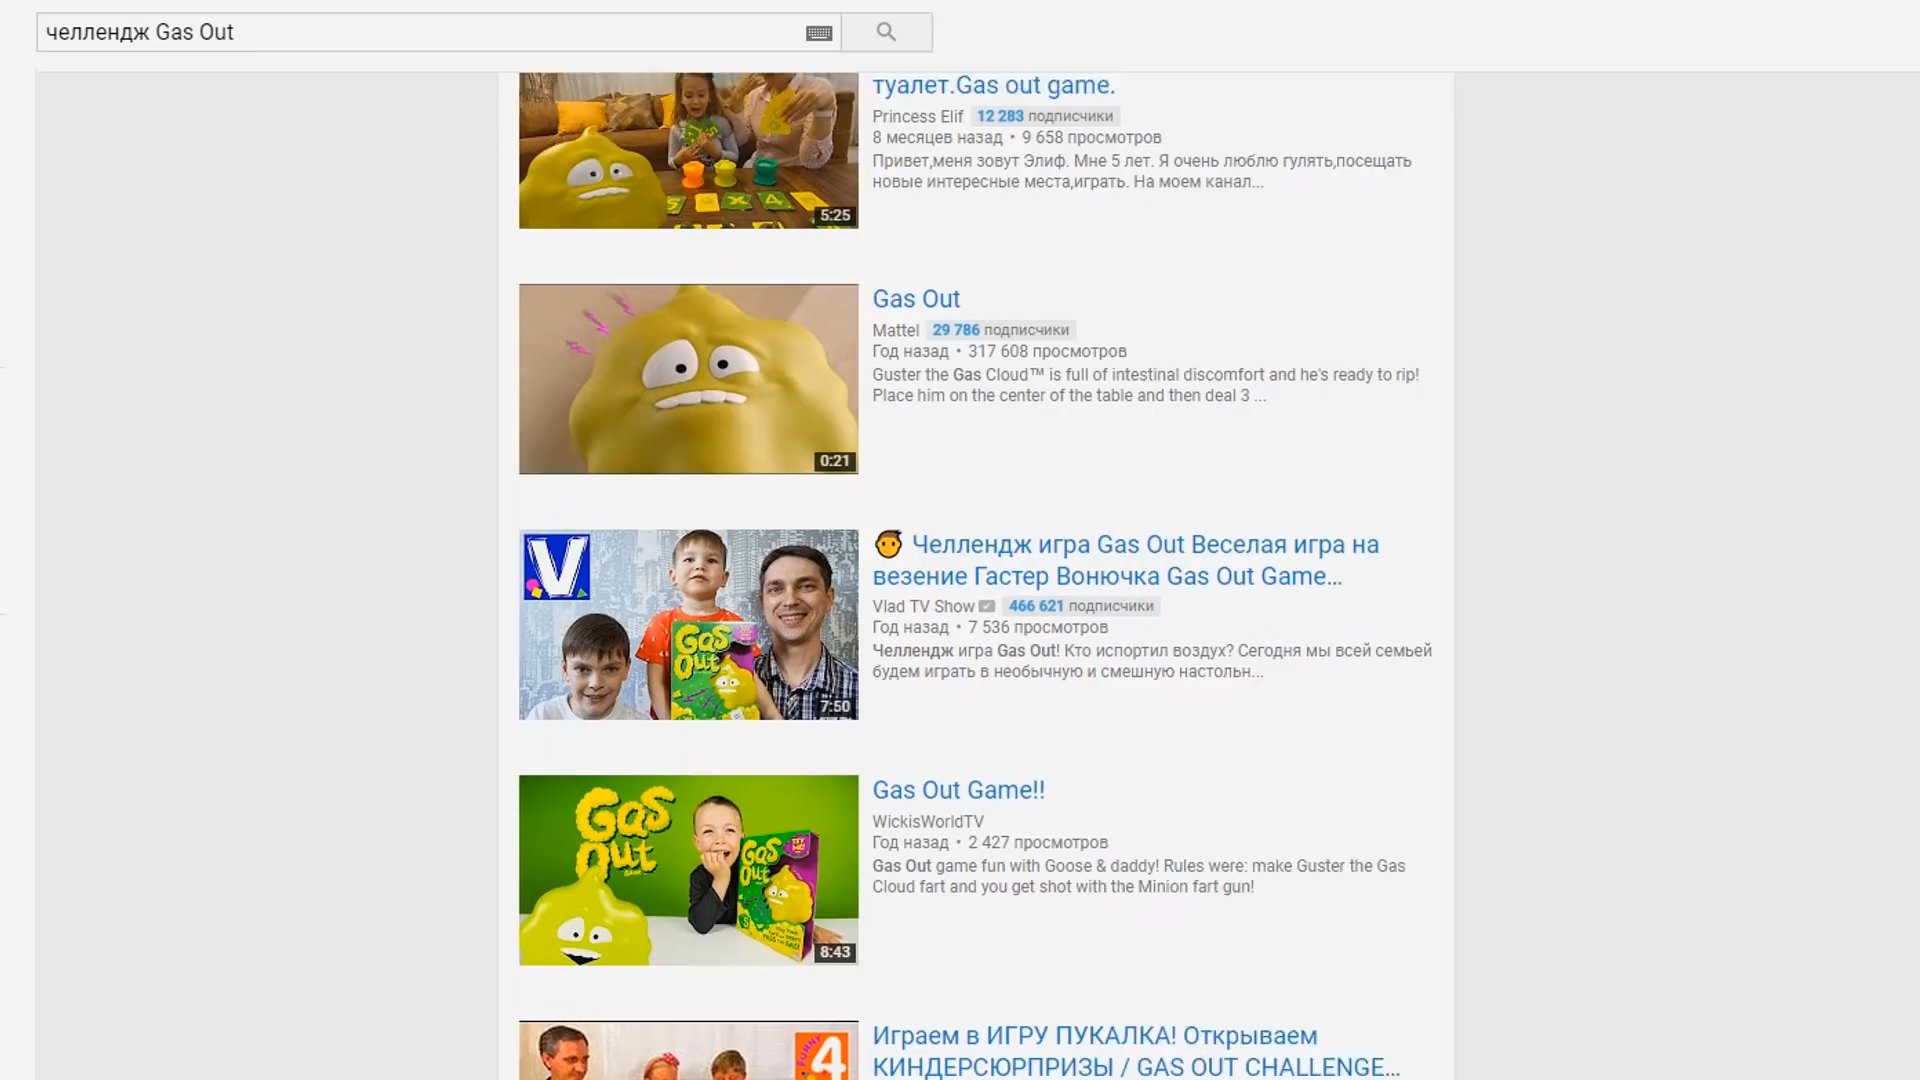 челлендж Gas Out
туалет.Gas out game.
Princess Elif 12 283 подписчики
8 месяцев назад • 9 658 просмотров
Привет,меня зовут Элиф. Мне 5 лет. Я очень люблю гулять,посещать
новые интересные места,играть. На моем канал...
5:25
Gas Out
Mattel 29 786 подписчики
Год назад • 317 608 просмотров
Guster the Gas Cloud™ is full of intestinal discomfort and he's ready to rip!
Place him on the center of the table and then deal 3 ...
0:21
Челлендж игра Gas Out Веселая игра на
везение Гастер Вонючка Gas Out Game...
Vlad TV Show 466 621 подписчики
Год назад • 7 536 просмотров
Челлендж игра Gas Out! Кто испортил воздух? Сегодня мы всей семьей
будем играть в необычную и смешную настольн...
V
Gas
Out
7:50
Gas Out Game!!
WickisWorldTV
Год назад • 2 427 просмотров
Gas Out game fun with Goose & daddy! Rules were: make Guster the Gas
Cloud fart and you get shot with the Minion fart gun!
Gas
Out
Gas
Out
8:43
Играем в ИГРУ ПУКАЛКА! Открываем
КИНДЕРСЮРПРИЗЫ / GAS OUT CHALLENGE...
FUNNY
4